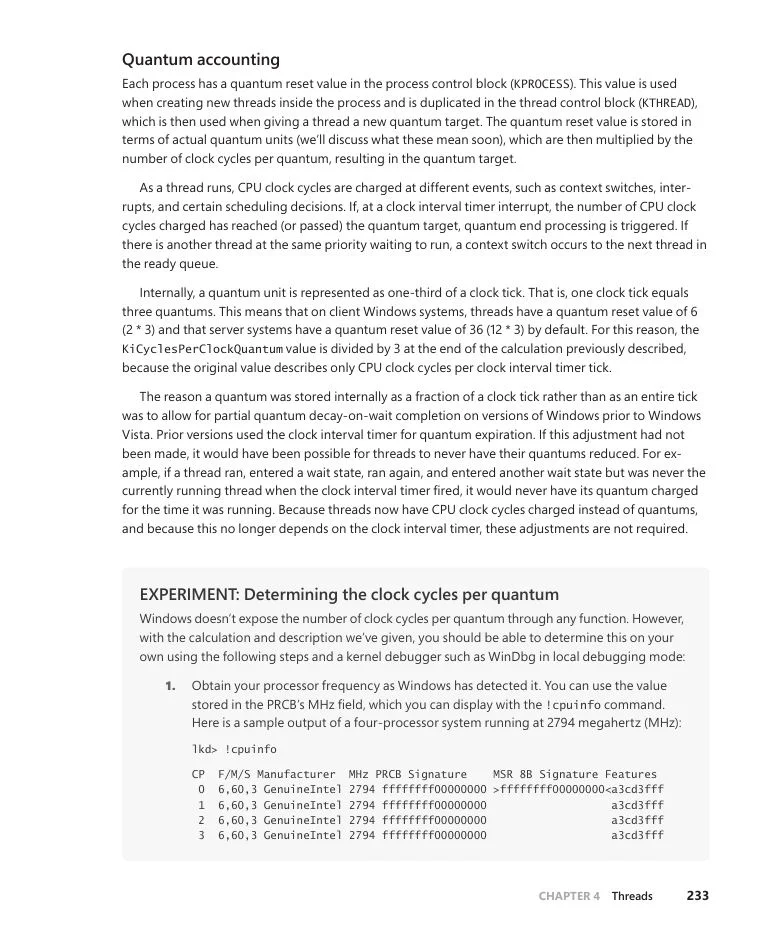 Quantum accounting
Each process has a quantum reset value in the process control block (KPROCESS). This value is used
when creating new threads inside the process and is duplicated in the thread control block (KTHREAD),
which is then used when giving a thread a new quantum target. The quantum reset value is stored in
terms of actual quantum units (we'll discuss what these mean soon), which are then multiplied by the
number of clock cycles per quantum, resulting in the quantum target.
As a thread runs, CPU clock cycles are charged at different events, such as context switches, inter-
rupts, and certain scheduling decisions. If, at a clock interval timer interrupt, the number of CPU clock
cycles charged has reached (or passed) the quantum target, quantum end processing is triggered. If
there is another thread at the same priority waiting to run, a context switch occurs to the next thread in
the ready queue.
Internally, a quantum unit is represented as one-third of a clock tick. That is, one clock tick equals
three quantums. This means that on client Windows systems, threads have a quantum reset value of 6
(2 * 3) and that server systems have a quantum reset value of 36 (12 * 3) by default. For this reason, the
KiCyclesPerClockQuantum value is divided by 3 at the end of the calculation previously described,
because the original value describes only CPU clock cycles per clock interval timer tick.
The reason a quantum was stored internally as a fraction of a clock tick rather than as an entire tick
was to allow for partial quantum decay-on-wait completion on versions of Windows prior to Windows
Vista. Prior versions used the clock interval timer for quantum expiration. If this adjustment had not
been made, it would have been possible for threads to never have their quantums reduced. For ex-
ample, if a thread ran, entered a wait state, ran again, and entered another wait state but was never the
currently running thread when the clock interval timer fired, it would never have its quantum charged
for the time it was running. Because threads now have CPU clock cycles charged instead of quantums,
and because this no longer depends on the clock interval timer, these adjustments are not required.
EXPERIMENT: Determining the clock cycles per quantum
Windows doesn't expose the number of clock cycles per quantum through any function. However,
with the calculation and description we've given, you should be able to determine this on your
own using the following steps and a kernel debugger such as WinDbg in local debugging mode:
1. Obtain your processor frequency as Windows has detected it. You can use the value
stored in the PRCB's MHz field, which you can display with the !cpuinfo command.
Here is a sample output of a four-processor system running at 2794 megahertz (MHz):
lkd> !cpuinfo
CP F/M/S Manufacturer MHz PRCB Signature MSR 8B Signature Features
0 6,60,3 GenuineIntel 2794 ffffffff00000000 >ffffffff00000000<a3cd3fff
1 6,60,3 GenuineIntel 2794 ffffffff00000000 a3cd3fff
2 6,60,3 GenuineIntel 2794 ffffffff00000000 a3cd3fff
3 6,60,3 GenuineIntel 2794 ffffffff00000000 a3cd3fff
CHAPTER 4 Threads 233